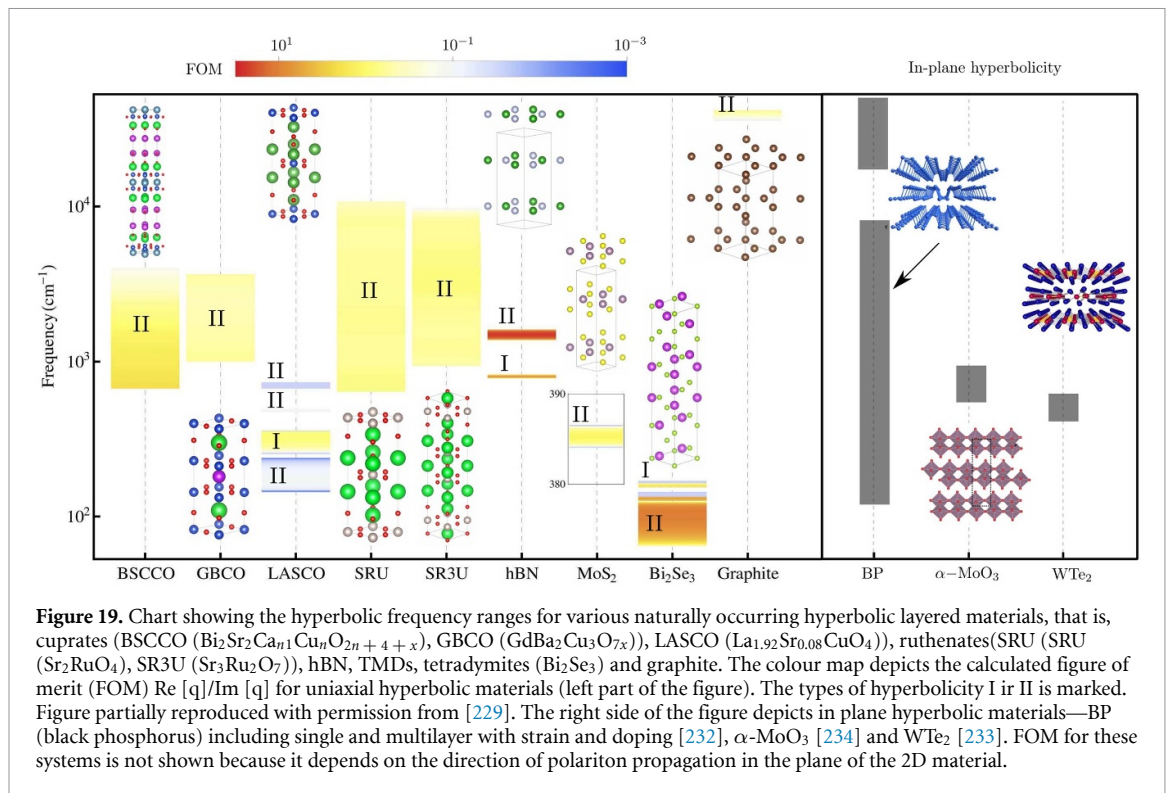 FOM
10¹
10⁻¹
10⁻³
In-plane hyperbolicity
Frequency (cm⁻¹)
10⁴
10³
10²
II
II
II
II
I
II
II
II
II
I
II
390
380
I
II
II
BSCCO GBCO LASCO SRU SR3U hBN MoS₂ Bi₂Se₃ Graphite BP α−MoO₃ WTe₂
Figure 19. Chart showing the hyperbolic frequency ranges for various naturally occurring hyperbolic layered materials, that is,
cuprates (BSCCO (Bi₂Sr₂Caₙ₁CuₙO₂ₙ ₊ ₄ ₊ ₓ), GBCO (GdBa₂Cu₃O₇ₓ)), LASCO (La₁.₉₂Sr₀.₀₈CuO₄)), ruthenates(SRU (SRU
(Sr₂RuO₄), SR3U (Sr₃Ru₂O₇)), hBN, TMDs, tetradymites (Bi₂Se₃) and graphite. The colour map depicts the calculated figure of
merit (FOM) Re [q]/Im [q] for uniaxial hyperbolic materials (left part of the figure). The types of hyperbolicity I ir II is marked.
Figure partially reproduced with permission from [229]. The right side of the figure depicts in plane hyperbolic materials—BP
(black phosphorus) including single and multilayer with strain and doping [232], α-MoO₃ [234] and WTe₂ [233]. FOM for these
systems is not shown because it depends on the direction of polariton propagation in the plane of the 2D material.